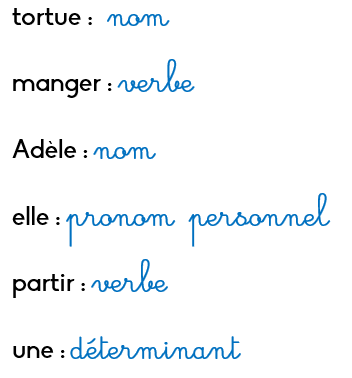 tortue : nom
manger : verbe
Adèle : nom
elle : pronom personnel
partir : verbe
une : déterminant